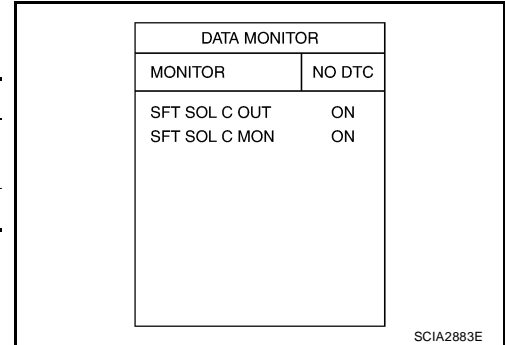 DATA MONITOR
MONITOR NO DTC
SFT SOL C OUT ON
SFT SOL C MON ON
SCIA2883E